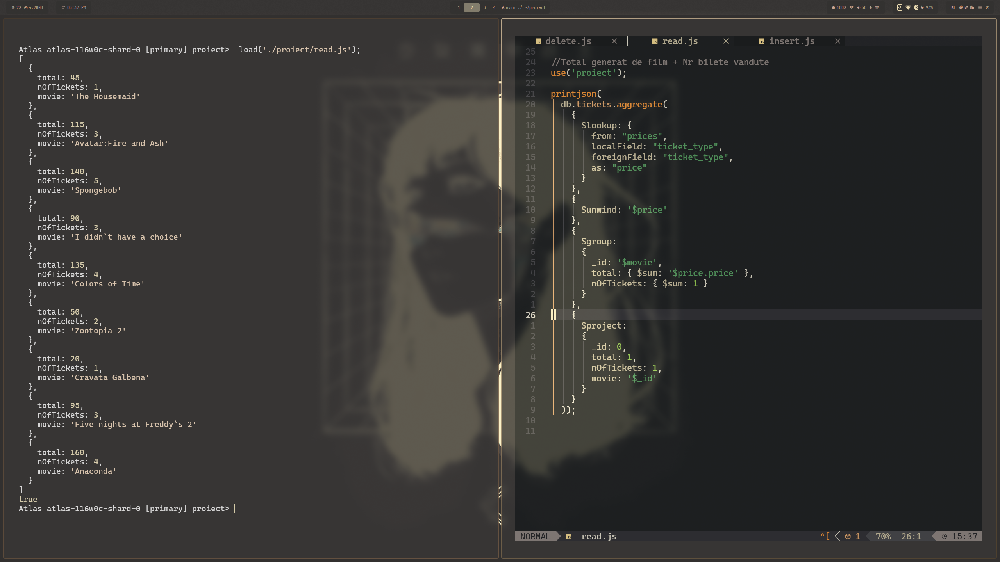 2% 4.28GB 03:37 PM 1 2 3 4 nvim ./ ~/proiect 100% 50 93%
Atlas atlas-116w0c-shard-0 [primary] proiect>  load('./proiect/read.js');
[
  {
    total: 45,
    nOfTickets: 1,
    movie: 'The Housemaid'
  },
  {
    total: 115,
    nOfTickets: 3,
    movie: 'Avatar:Fire and Ash'
  },
  {
    total: 140,
    nOfTickets: 5,
    movie: 'Spongebob'
  },
  {
    total: 90,
    nOfTickets: 3,
    movie: 'I didn`t have a choice'
  },
  {
    total: 135,
    nOfTickets: 4,
    movie: 'Colors of Time'
  },
  {
    total: 50,
    nOfTickets: 2,
    movie: 'Zootopia 2'
  },
  {
    total: 20,
    nOfTickets: 1,
    movie: 'Cravata Galbena'
  },
  {
    total: 95,
    nOfTickets: 3,
    movie: 'Five nights at Freddy`s 2'
  },
  {
    total: 160,
    nOfTickets: 4,
    movie: 'Anaconda'
  }
]
true
Atlas atlas-116w0c-shard-0 [primary] proiect>
JS delete.js × JS read.js × JS insert.js ×
25
24 //Total generat de film + Nr bilete vandute
23 use('proiect');
22
21 printjson(
20   db.tickets.aggregate(
19     {
18       $lookup: {
17         from: "prices",
16         localField: "ticket_type",
15         foreignField: "ticket_type",
14         as: "price"
13       }
12     },
11     {
10       $unwind: '$price'
9     },
8     {
7       $group:
6       {
5         _id: '$movie',
4         total: { $sum: '$price.price' },
3         nOfTickets: { $sum: 1 }
2       }
1     },
26     {
1       $project:
2       {
3         _id: 0,
4         total: 1,
5         nOfTickets: 1,
6         movie: '$_id'
7       }
8     }
9   ));
10
11
NORMAL JS read.js ^[ 1 70% 26:1 15:37